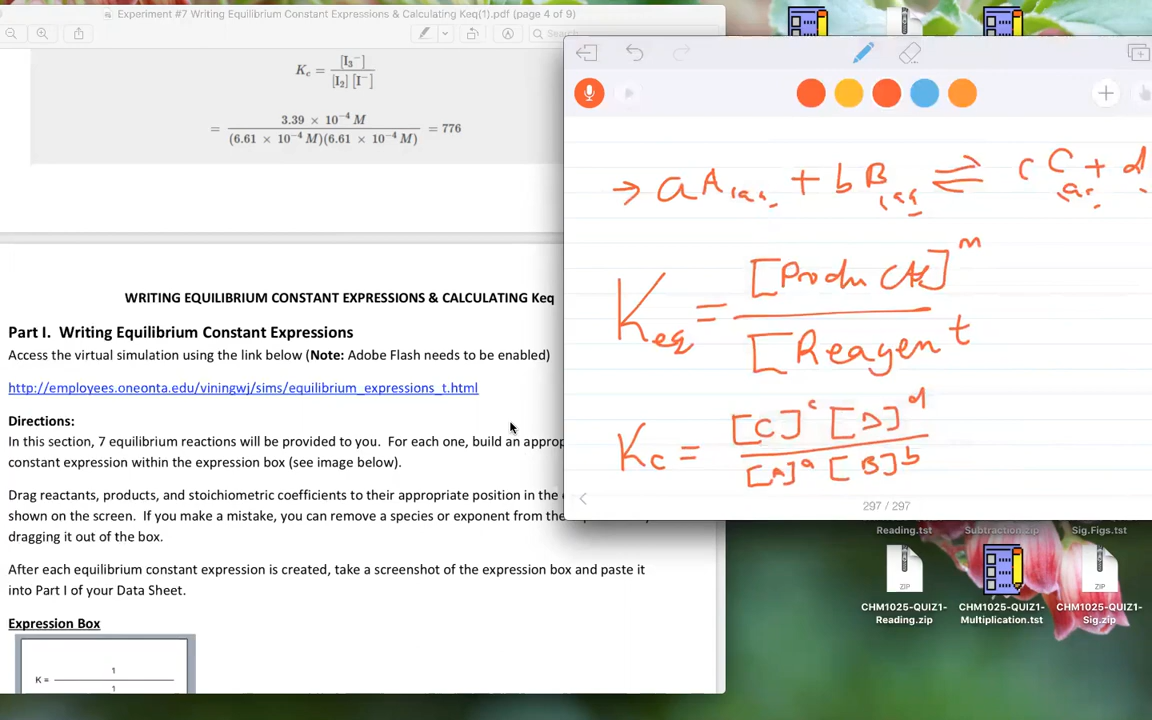 Experiment #7 Writing Equilibrium Constant Expressions & Calculating Keq(1).pdf (page 4 of 9)
Search
Kc = [I3⁻] / [I2] [I⁻]
= 3.39 × 10⁻⁴ M / (6.61 × 10⁻⁴ M)(6.61 × 10⁻⁴ M) = 776
WRITING EQUILIBRIUM CONSTANT EXPRESSIONS & CALCULATING Keq
Part I. Writing Equilibrium Constant Expressions
Access the virtual simulation using the link below (Note: Adobe Flash needs to be enabled)
http://employees.oneonta.edu/viningwj/sims/equilibrium_expressions_t.html
Directions:
In this section, 7 equilibrium reactions will be provided to you. For each one, build an approp
constant expression within the expression box (see image below).
Drag reactants, products, and stoichiometric coefficients to their appropriate position in the
shown on the screen. If you make a mistake, you can remove a species or exponent from the
dragging it out of the box.
After each equilibrium constant expression is created, take a screenshot of the expression box and paste it
into Part I of your Data Sheet.
Expression Box
K = 1 / 1
→ aA(aq) + bB(aq) ⇌ cC + d
aq
Keq = [Products]ᵐ / [Reagent
Kc = [C]ᶜ [D]ᵈ / [A]ᵃ [B]ᵇ
297 / 297
Reading.tst
Subtraction.zip
Sig.Figs.tst
ZIP
ZIP
CHM1025-QUIZ1-Reading.zip
CHM1025-QUIZ1-Multiplication.tst
CHM1025-QUIZ1-Sig.zip